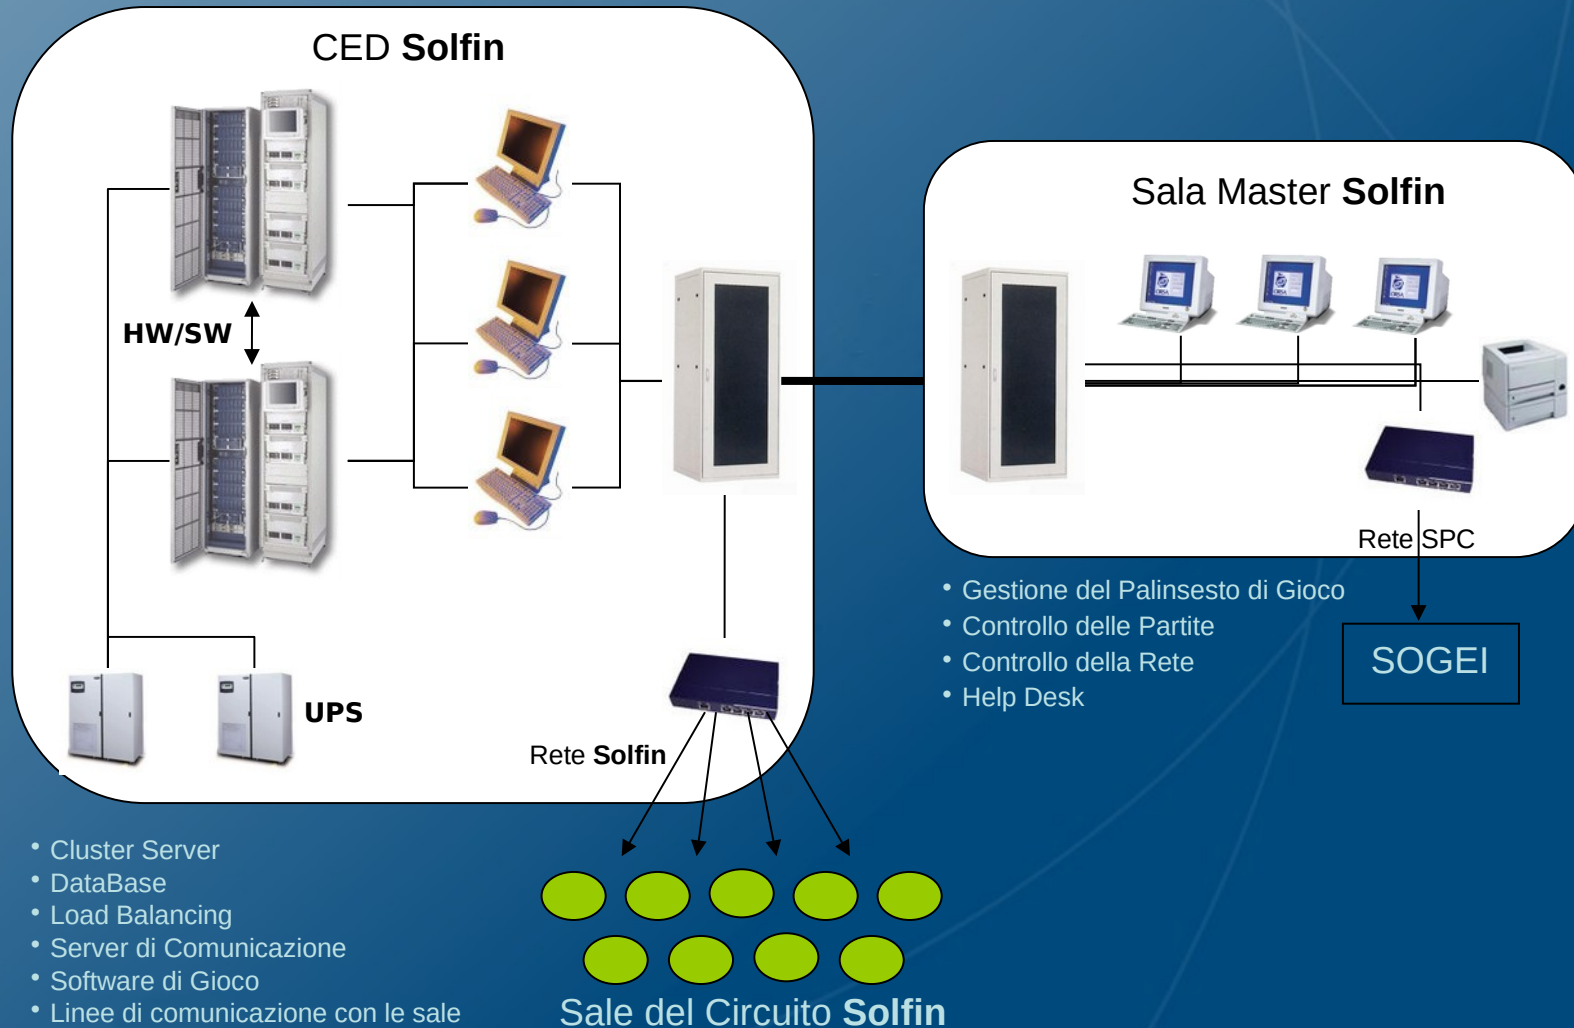 CED Solfin
HW/SW
UPS
Rete Solfin
Sala Master Solfin
Rete SPC
SOGEI
• Gestione del Palinsesto di Gioco
• Controllo delle Partite
• Controllo della Rete
• Help Desk
• Cluster Server
• DataBase
• Load Balancing
• Server di Comunicazione
• Software di Gioco
• Linee di comunicazione con le sale
Sale del Circuito Solfin